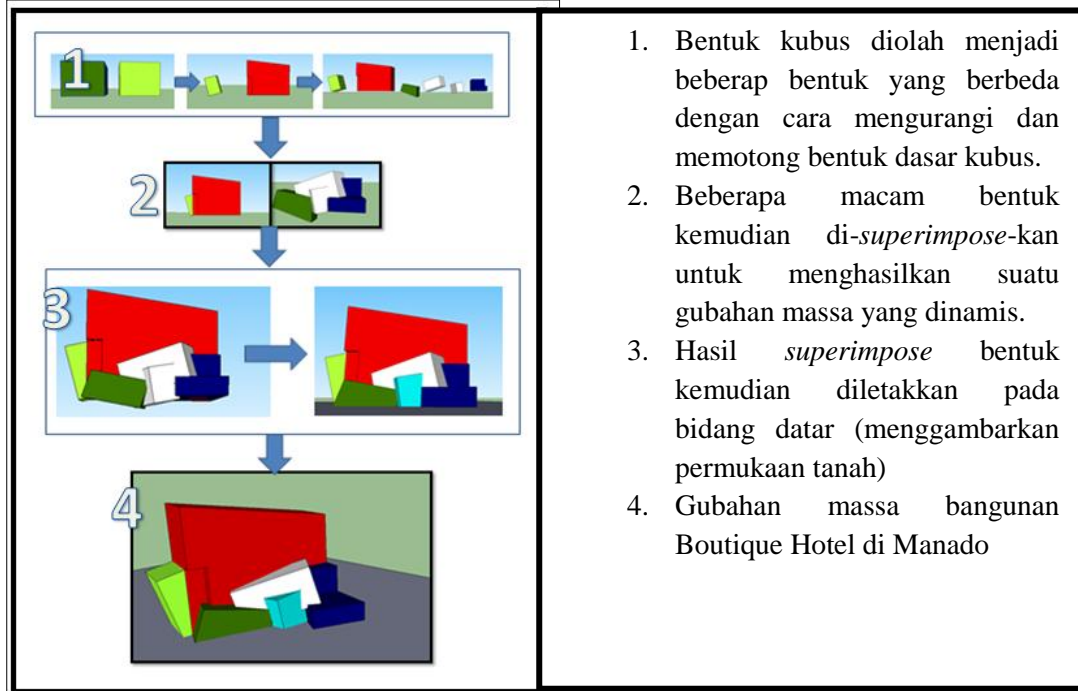 1
2
3
4
1. Bentuk kubus diolah menjadi
beberap bentuk yang berbeda
dengan cara mengurangi dan
memotong bentuk dasar kubus.
2. Beberapa macam bentuk
kemudian di-superimpose-kan
untuk menghasilkan suatu
gubahan massa yang dinamis.
3. Hasil superimpose bentuk
kemudian diletakkan pada
bidang datar (menggambarkan
permukaan tanah)
4. Gubahan massa bangunan
Boutique Hotel di Manado